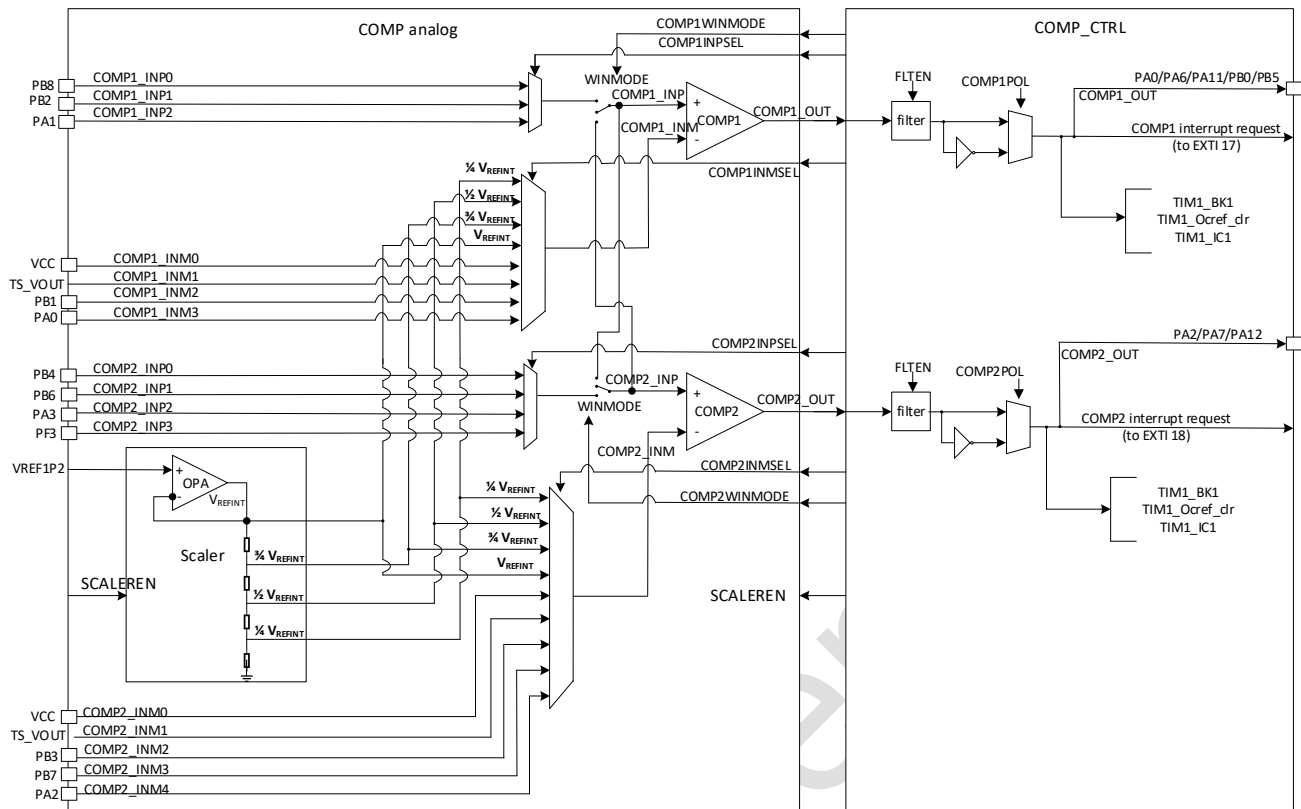 COMP analog
COMP_CTRL
COMP1WINMODE
COMP1INPSEL
PB8 COMP1_INP0
PB2 COMP1_INP1
PA1 COMP1_INP2
WINMODE
COMP1_INP
COMP1_INM
+
COMP1
-
COMP1_OUT
FLTEN
filter
COMP1POL
PA0/PA6/PA11/PB0/PB5
COMP1_OUT
COMP1 interrupt request
(to EXTI 17)
TIM1_BK1
TIM1_Ocref_clr
TIM1_IC1
COMP1INMSEL
¼ VREFINT
½ VREFINT
¾ VREFINT
VREFINT
VCC COMP1_INM0
TS_VOUT COMP1_INM1
PB1 COMP1_INM2
PA0 COMP1_INM3
COMP2INPSEL
PB4 COMP2_INP0
PB6 COMP2_INP1
PA3 COMP2_INP2
PF3 COMP2_INP3
COMP2_INP
WINMODE
COMP2_INM
+
COMP2
-
COMP2_OUT
FLTEN
filter
COMP2POL
PA2/PA7/PA12
COMP2_OUT
COMP2 interrupt request
(to EXTI 18)
TIM1_BK1
TIM1_Ocref_clr
TIM1_IC1
COMP2INMSEL
COMP2WINMODE
VREF1P2
+
OPA
-
VREFINT
Scaler
¾ VREFINT
½ VREFINT
¼ VREFINT
SCALEREN
¼ VREFINT
½ VREFINT
¾ VREFINT
VREFINT
SCALEREN
VCC COMP2_INM0
TS_VOUT COMP2_INM1
PB3 COMP2_INM2
PB7 COMP2_INM3
PA2 COMP2_INM4